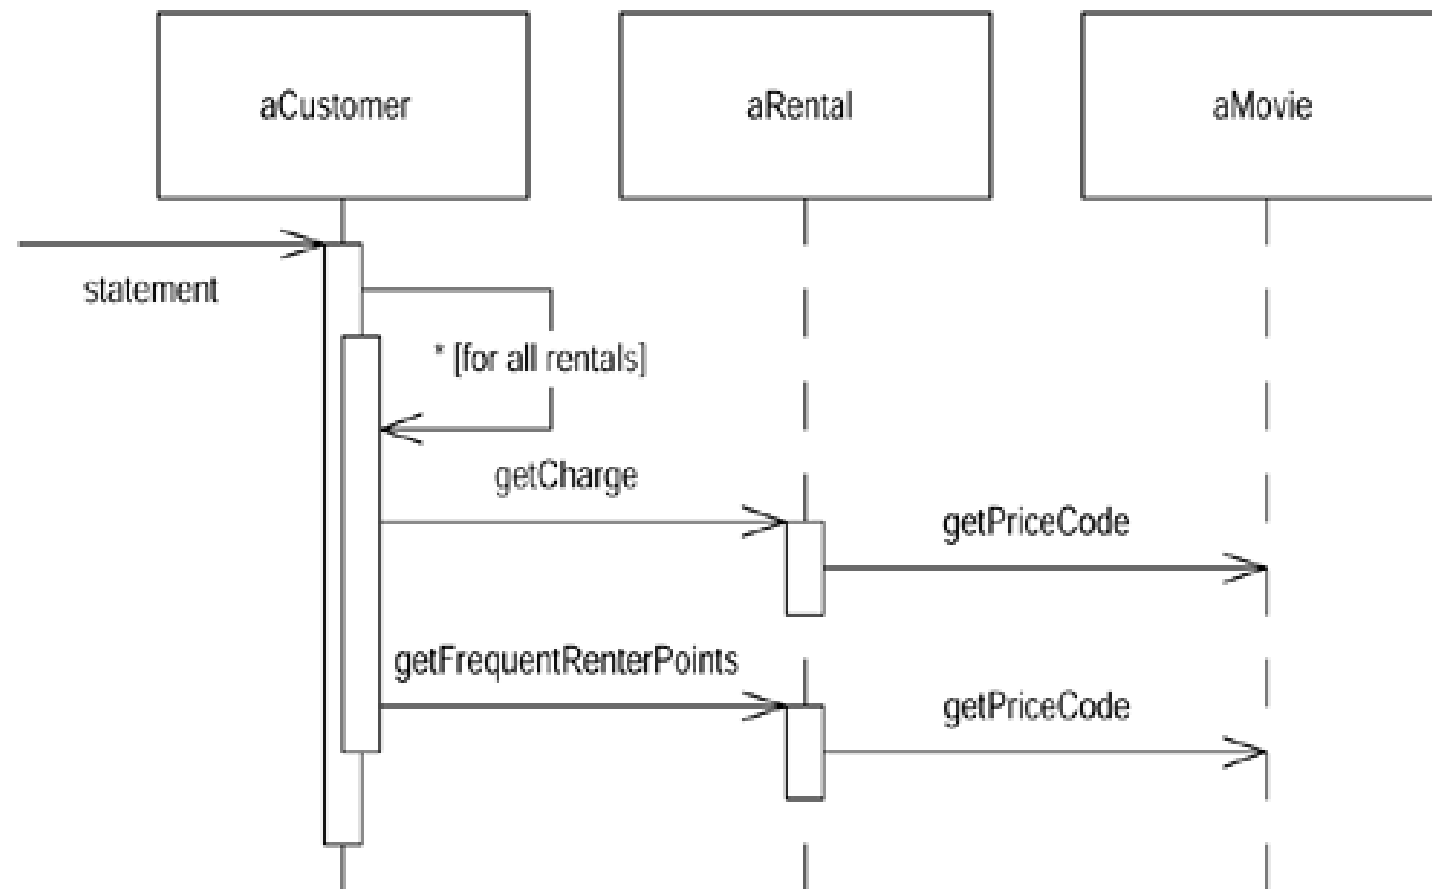 aCustomer
aRental
aMovie
statement
* [for all rentals]
getCharge
getPriceCode
getFrequentRenterPoints
getPriceCode